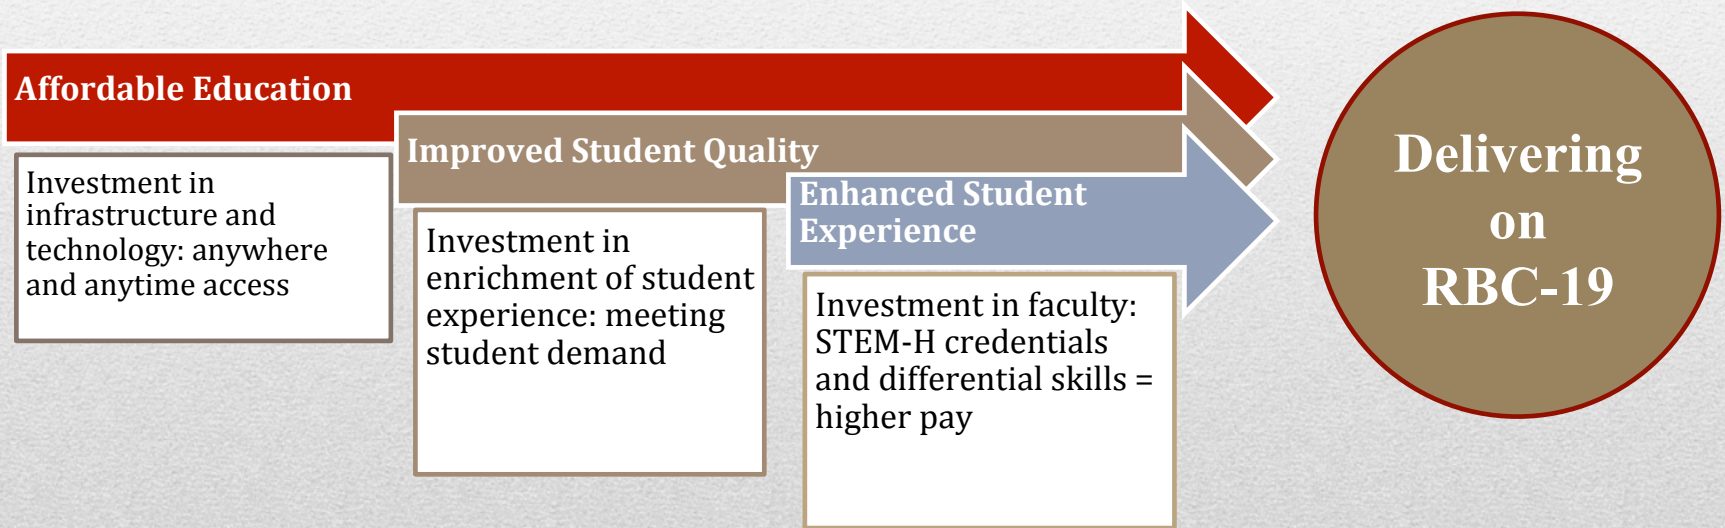 Affordable Education
Investment in
infrastructure and
technology: anywhere
and anytime access
Improved Student Quality
Investment in
enrichment of student
experience: meeting
student demand
Enhanced Student
Experience
Investment in faculty:
STEM-H credentials
and differential skills =
higher pay
Delivering
on
RBC-19